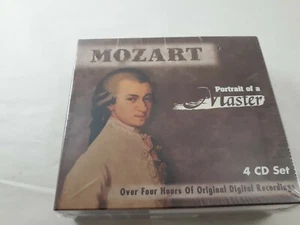 MOZART
Portrait of a
Master
4 CD Set
Over Four Hours Of Original Digital Recordings